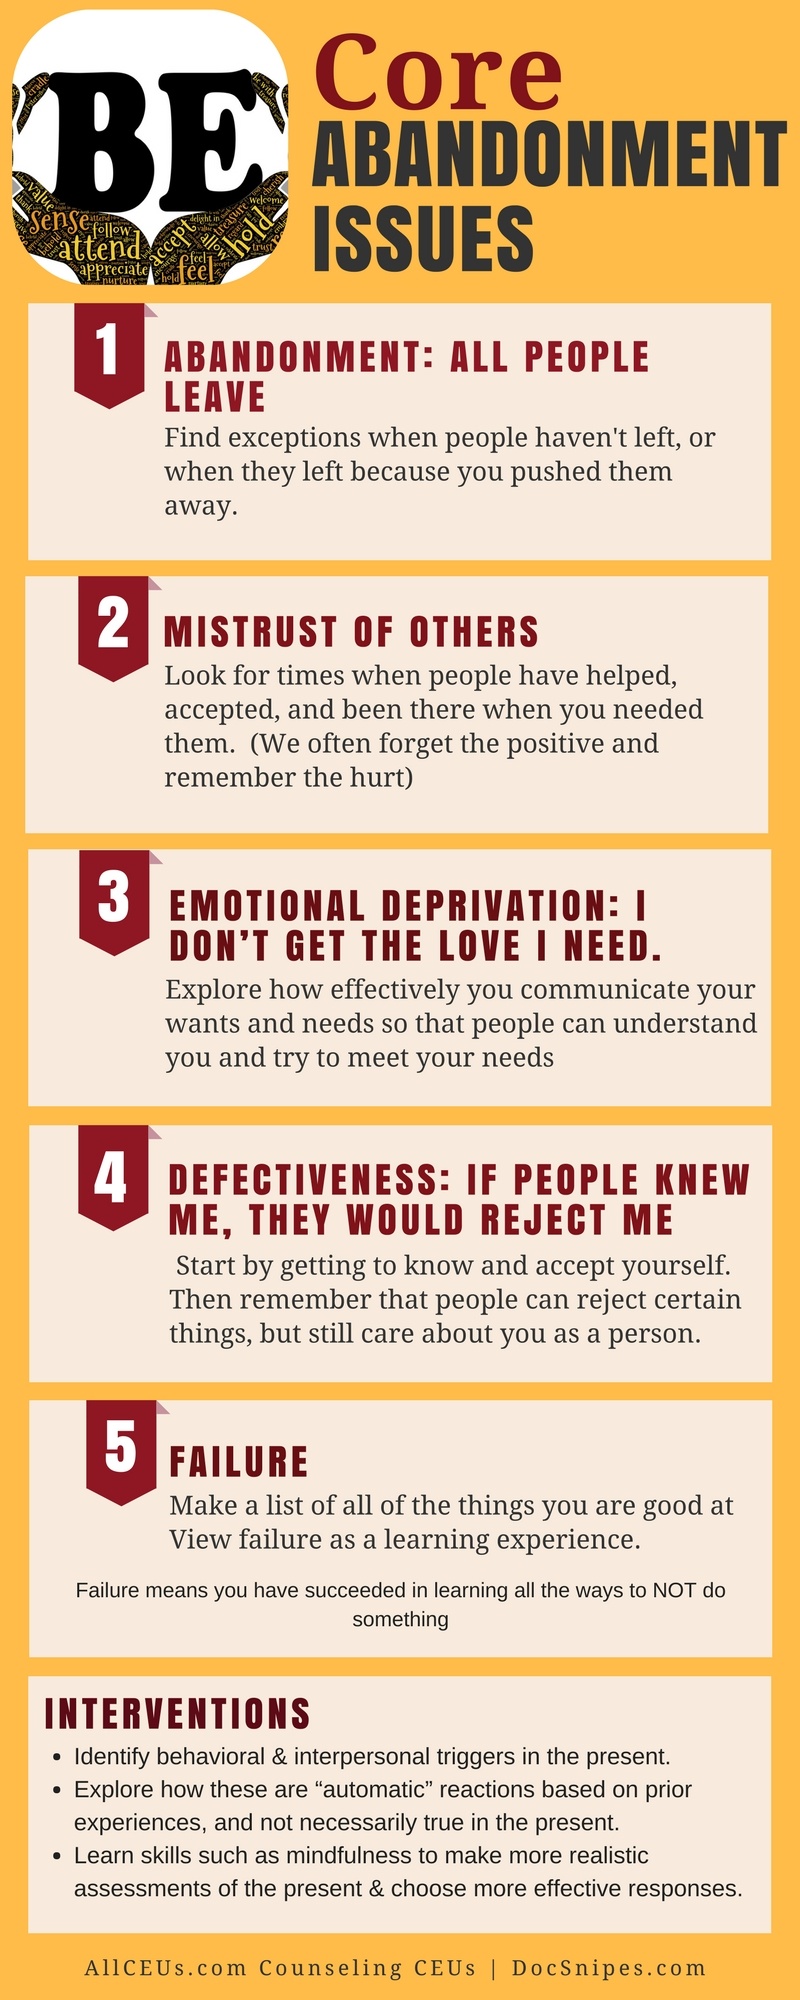 BE
Core
ABANDONMENT
ISSUES
cradle
be with
value
sense
follow
attend
appreciate
nurture
accept
delight in
treasure
cherish
welcome
allow
hold
trust
feel
feel
hold
1
ABANDONMENT: ALL PEOPLE
LEAVE
Find exceptions when people haven't left, or
when they left because you pushed them
away.
2
MISTRUST OF OTHERS
Look for times when people have helped,
accepted, and been there when you needed
them.  (We often forget the positive and
remember the hurt)
3
EMOTIONAL DEPRIVATION: I
DON’T GET THE LOVE I NEED.
Explore how effectively you communicate your
wants and needs so that people can understand
you and try to meet your needs
4
DEFECTIVENESS: IF PEOPLE KNEW
ME, THEY WOULD REJECT ME
Start by getting to know and accept yourself.
Then remember that people can reject certain
things, but still care about you as a person.
5
FAILURE
Make a list of all of the things you are good at
View failure as a learning experience.
Failure means you have succeeded in learning all the ways to NOT do
something
INTERVENTIONS
• Identify behavioral & interpersonal triggers in the present.
• Explore how these are “automatic” reactions based on prior
experiences, and not necessarily true in the present.
• Learn skills such as mindfulness to make more realistic
assessments of the present & choose more effective responses.
AllCEUs.com Counseling CEUs | DocSnipes.com